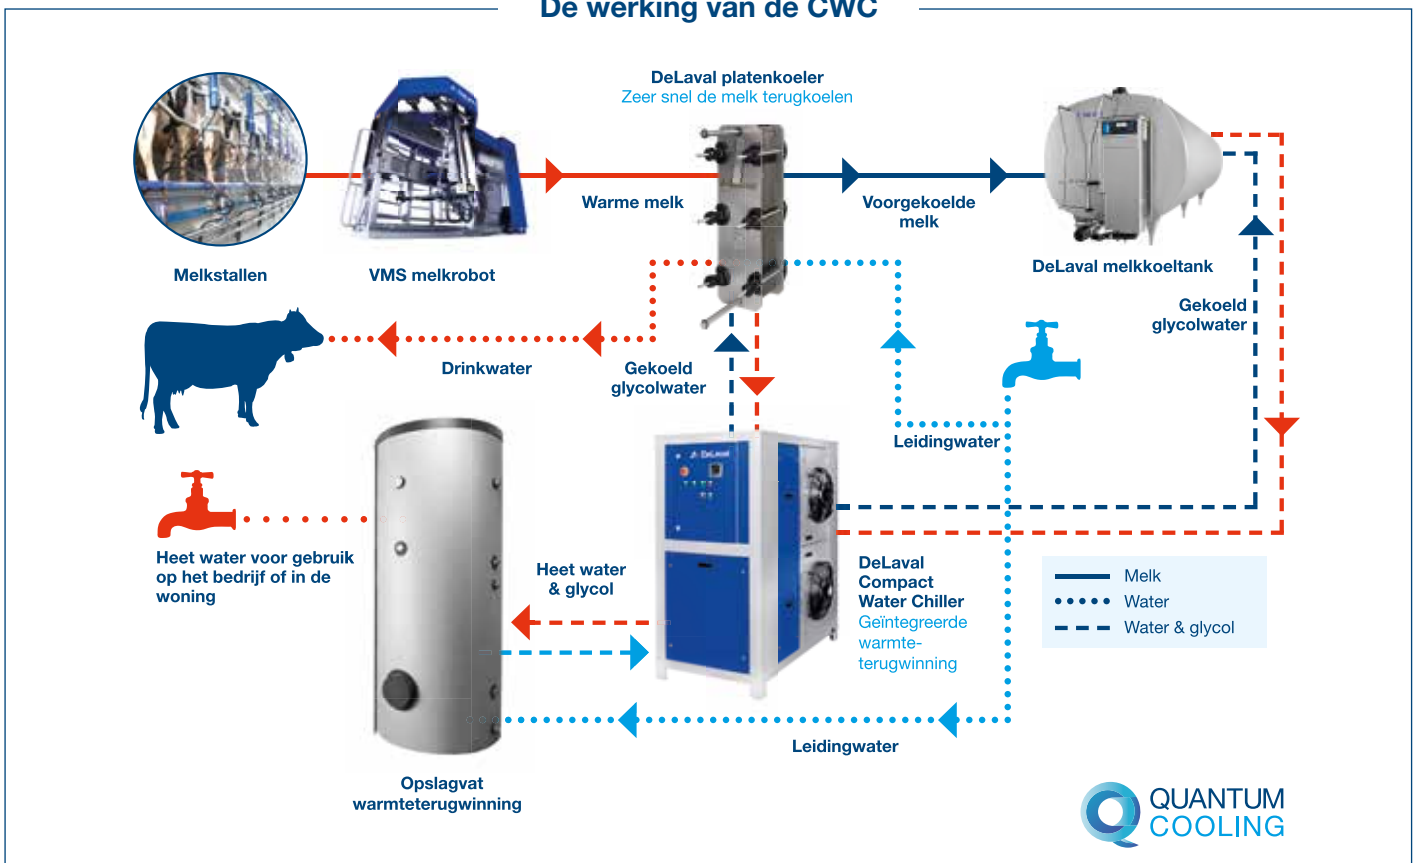 De werking van de CWC
DeLaval platenkoeler
Zeer snel de melk terugkoelen
Warme melk
Voorgekoelde
melk
Melkstallen
VMS melkrobot
DeLaval melkkoeltank
Gekoeld
glycolwater
Drinkwater
Gekoeld
glycolwater
Leidingwater
DeLaval
Heet water voor gebruik
op het bedrijf of in de
woning
Heet water
& glycol
DeLaval
Compact
Water Chiller
Geïntegreerde
warmte-
terugwinning
Melk
Water
Water & glycol
Leidingwater
Opslagvat
warmteterugwinning
QUANTUM
COOLING